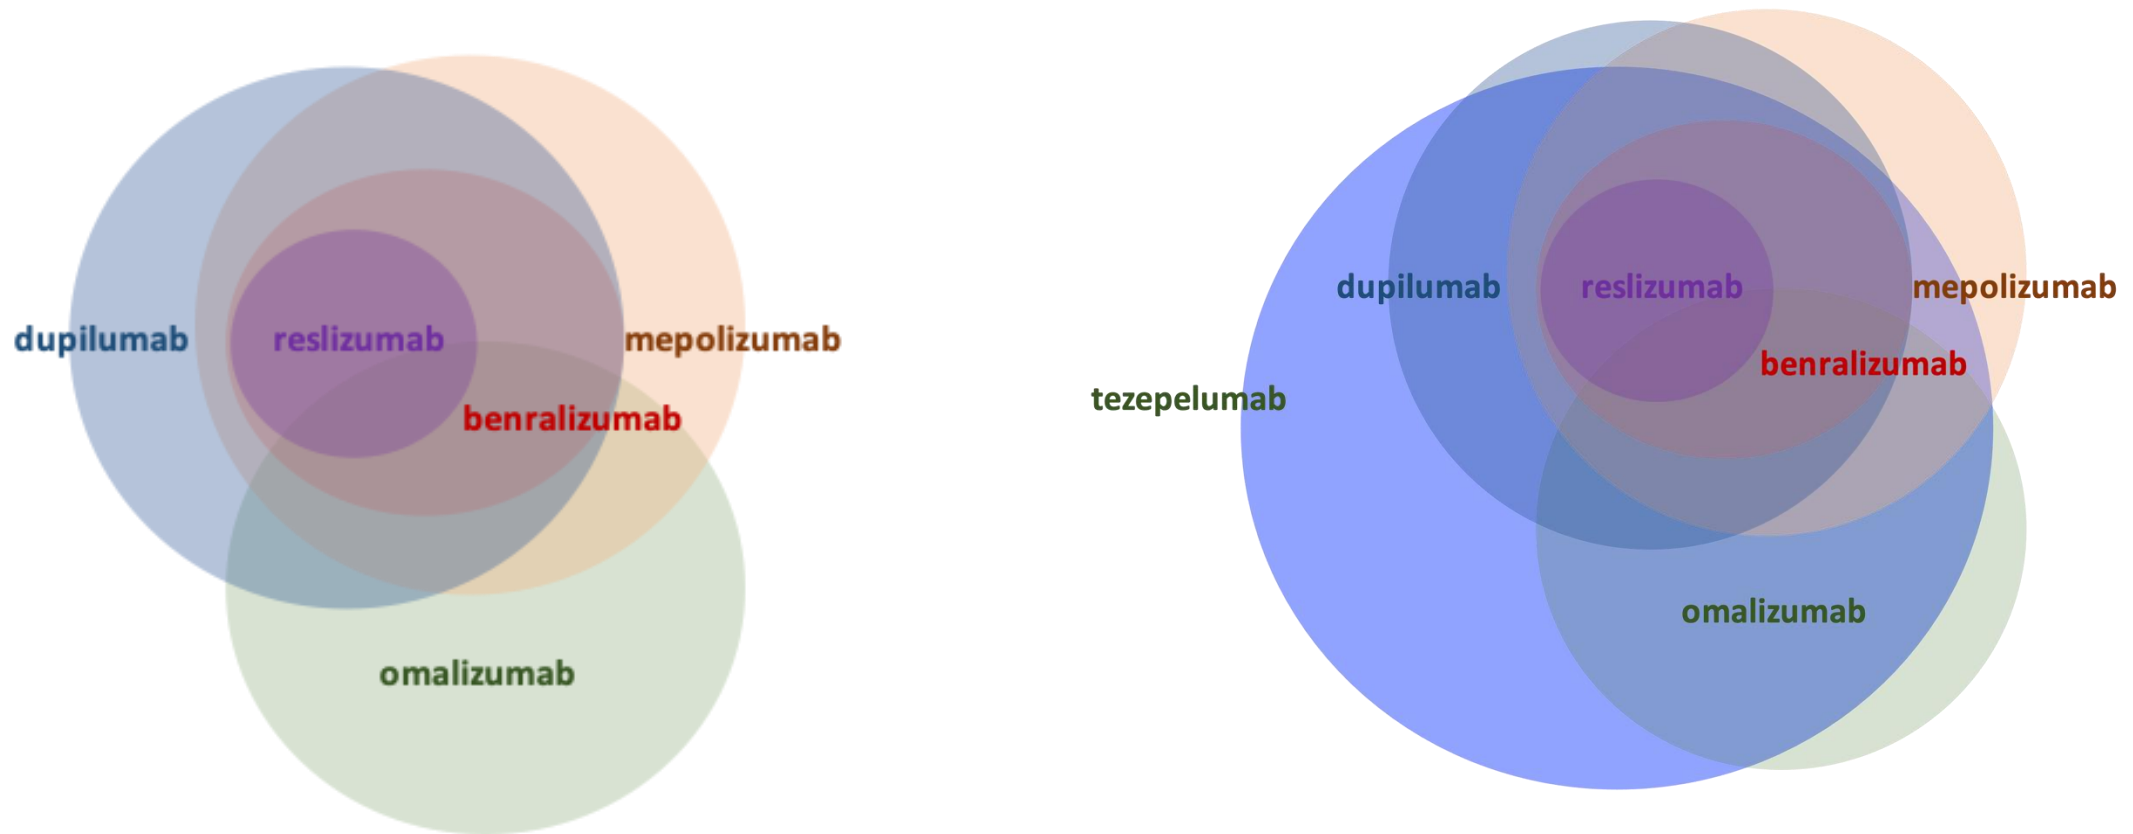 dupilumab
reslizumab
mepolizumab
benralizumab
omalizumab
dupilumab
reslizumab
mepolizumab
benralizumab
tezepelumab
omalizumab